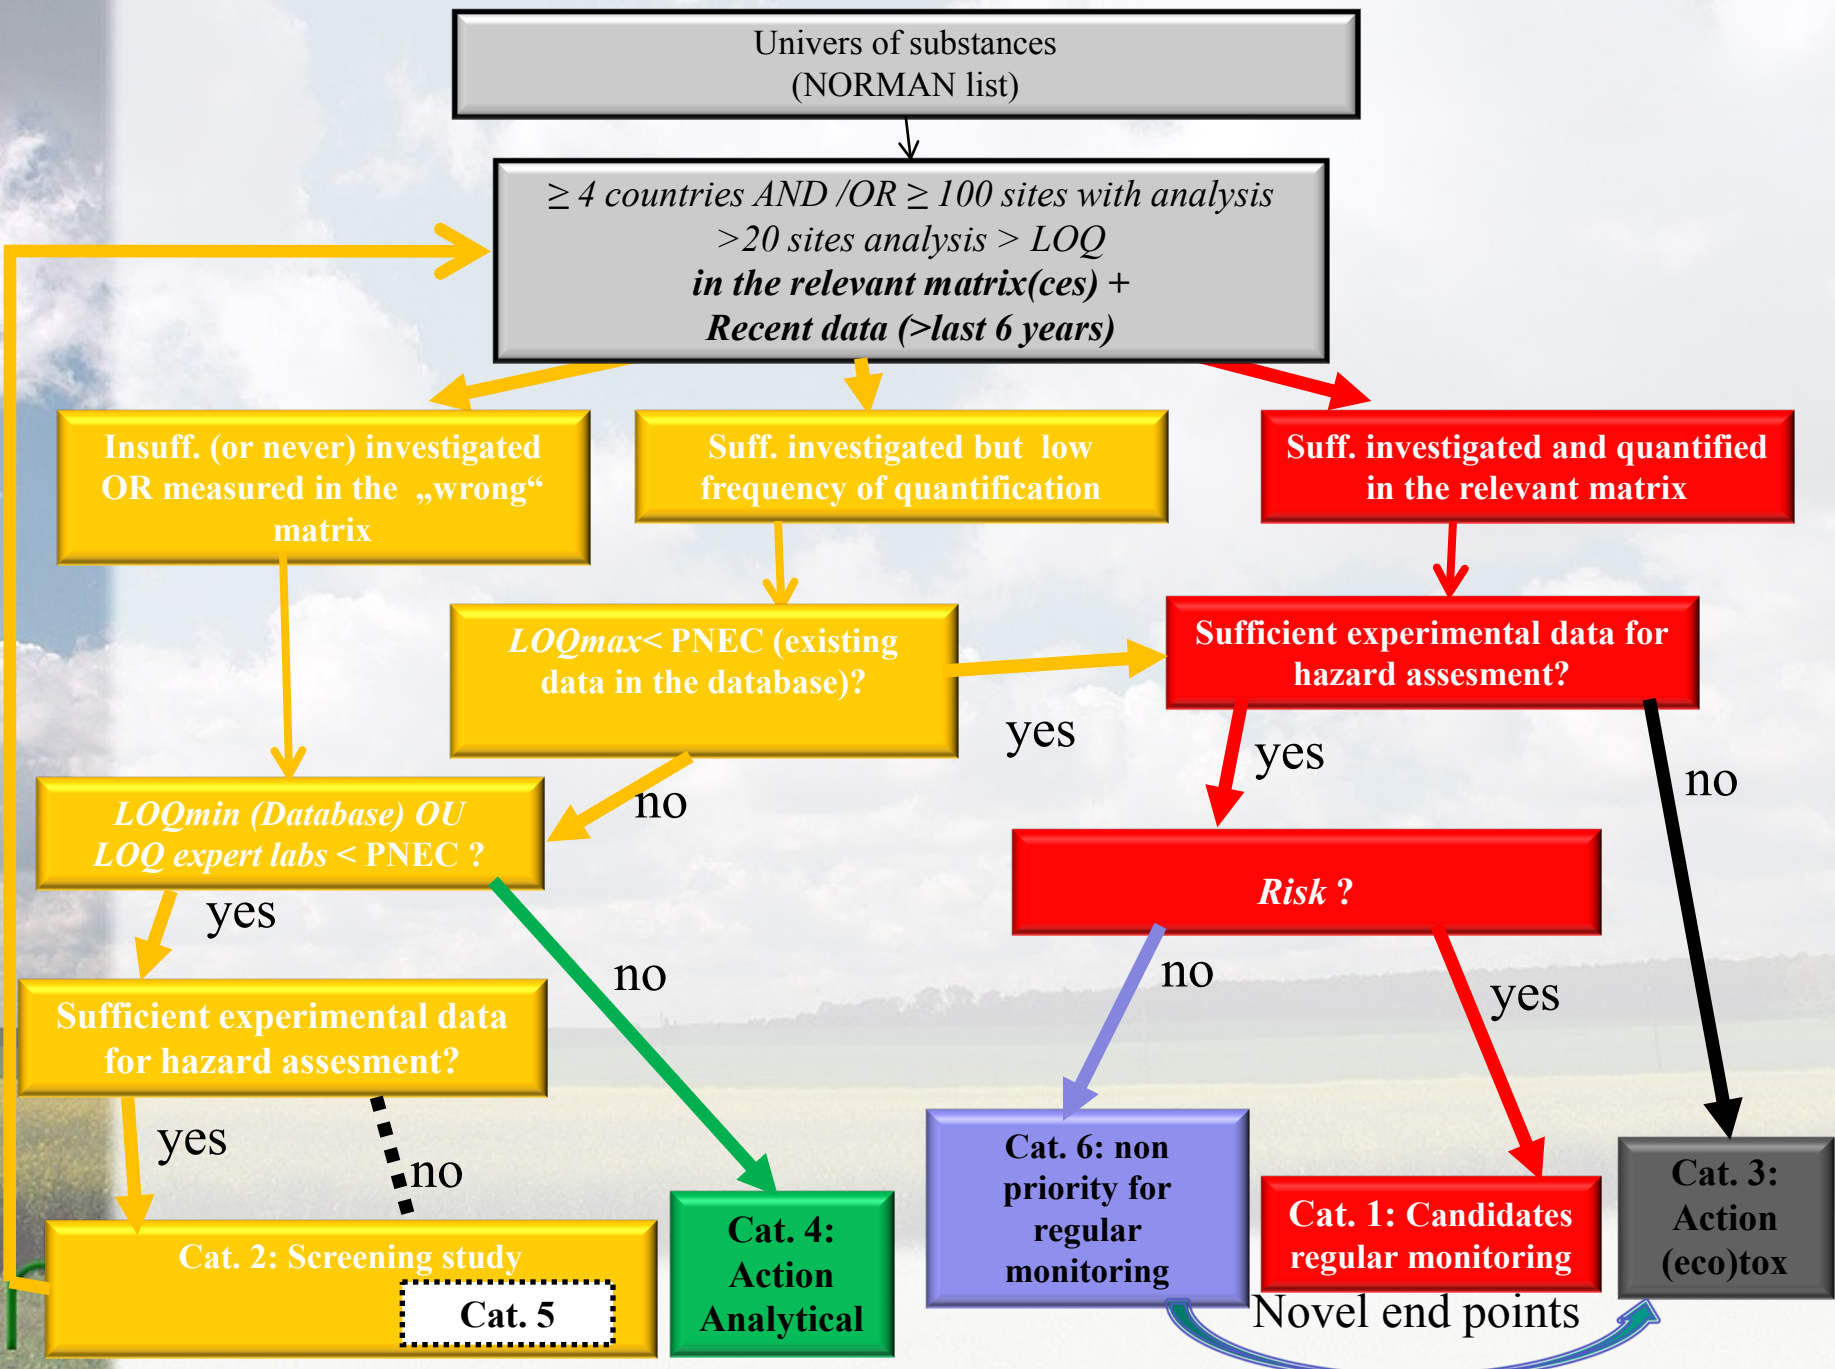 Univers of substances
(NORMAN list)
≥ 4 countries AND /OR ≥ 100 sites with analysis
>20 sites analysis > LOQ
in the relevant matrix(ces) +
Recent data (>last 6 years)
Insuff. (or never) investigated
OR measured in the „wrong“
matrix
Suff. investigated but low
frequency of quantification
Suff. investigated and quantified
in the relevant matrix
LOQmax< PNEC (existing
data in the database)?
Sufficient experimental data for
hazard assesment?
yes
yes
no
no
LOQmin (Database) OU
LOQ expert labs < PNEC ?
Risk ?
yes
no
no
yes
Sufficient experimental data
for hazard assesment?
yes
no
Cat. 2: Screening study
Cat. 5
Cat. 4:
Action
Analytical
Cat. 6: non
priority for
regular
monitoring
Cat. 1: Candidates
regular monitoring
Cat. 3:
Action
(eco)tox
Novel end points